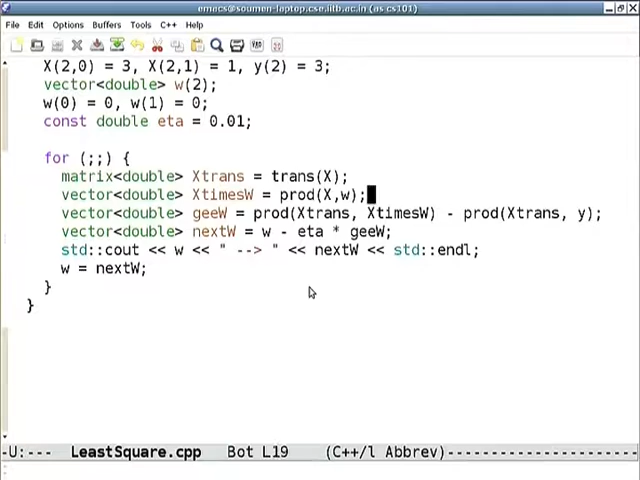 emacs@soumen-laptop.cse.iitb.ac.in (as cs101)
File Edit Options Buffers Tools C++ Help
X(2,0) = 3, X(2,1) = 1, y(2) = 3;
vector<double> w(2);
w(0) = 0, w(1) = 0;
const double eta = 0.01;
for (;;) {
matrix<double> Xtrans = trans(X);
vector<double> XtimesW = prod(X,w);
vector<double> geeW = prod(Xtrans, XtimesW) - prod(Xtrans, y);
vector<double> nextW = w - eta * geeW;
std::cout << w << " --> " << nextW << std::endl;
w = nextW;
}
}
-U:--- LeastSquare.cpp Bot L19 (C++/l Abbrev)------------------------